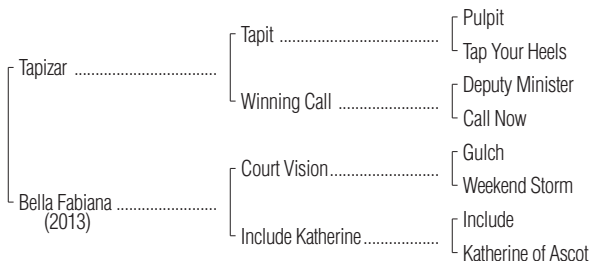 Pulpit
Tapit ........................................
Tap Your Heels
Tapizar ....................................
Deputy Minister
Winning Call .........................
Call Now
Gulch
Court Vision...........................
Weekend Storm
Bella Fabiana .........................
(2013)
Include
Include Katherine...................
Katherine of Ascot